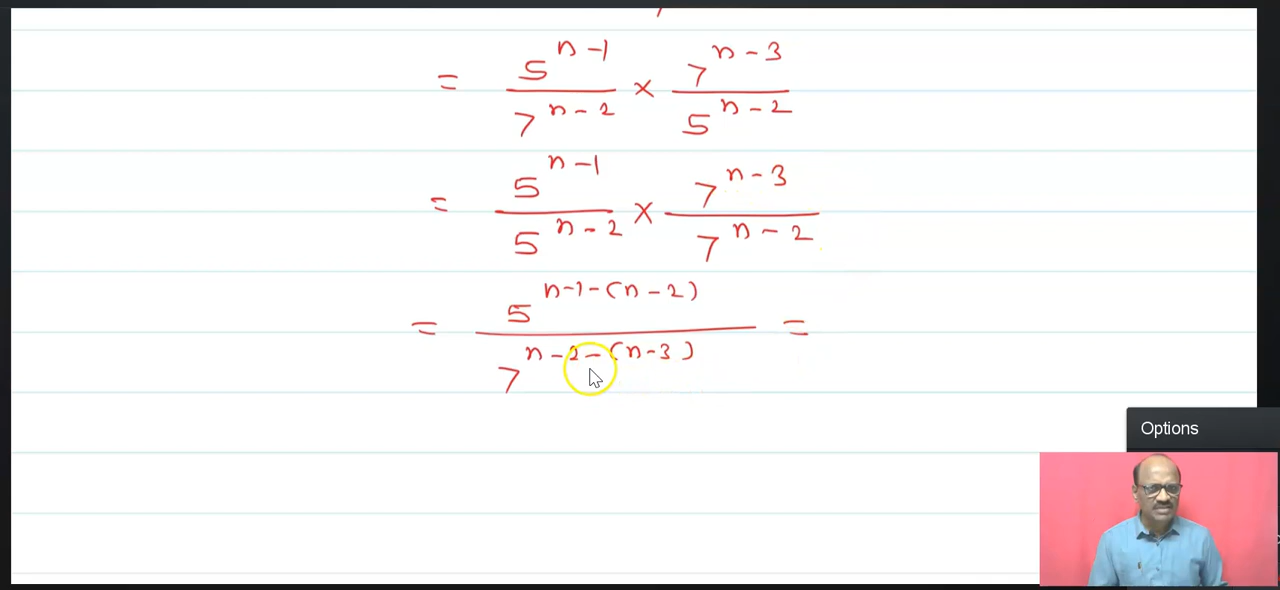 = 5^{n-1} / 7^{n-2} × 7^{n-3} / 5^{n-2}
= 5^{n-1} / 5^{n-2} × 7^{n-3} / 7^{n-2}
= 5^{n-1-(n-2)} / 7^{n-2-(n-3)} =
Options